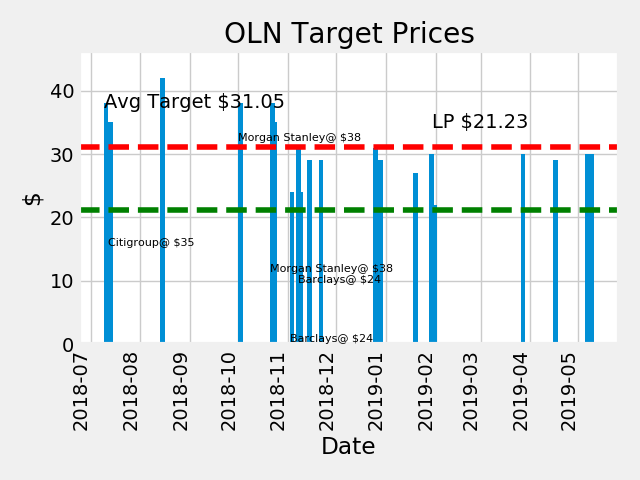 OLN Target Prices
40
30
20
10
0
$
Avg Target $31.05
LP $21.23
Morgan Stanley@ $38
Citigroup@ $35
Morgan Stanley@ $38
Barclays@ $24
Barclays@ $24
2018-07
2018-08
2018-09
2018-10
2018-11
2018-12
2019-01
2019-02
2019-03
2019-04
2019-05
Date